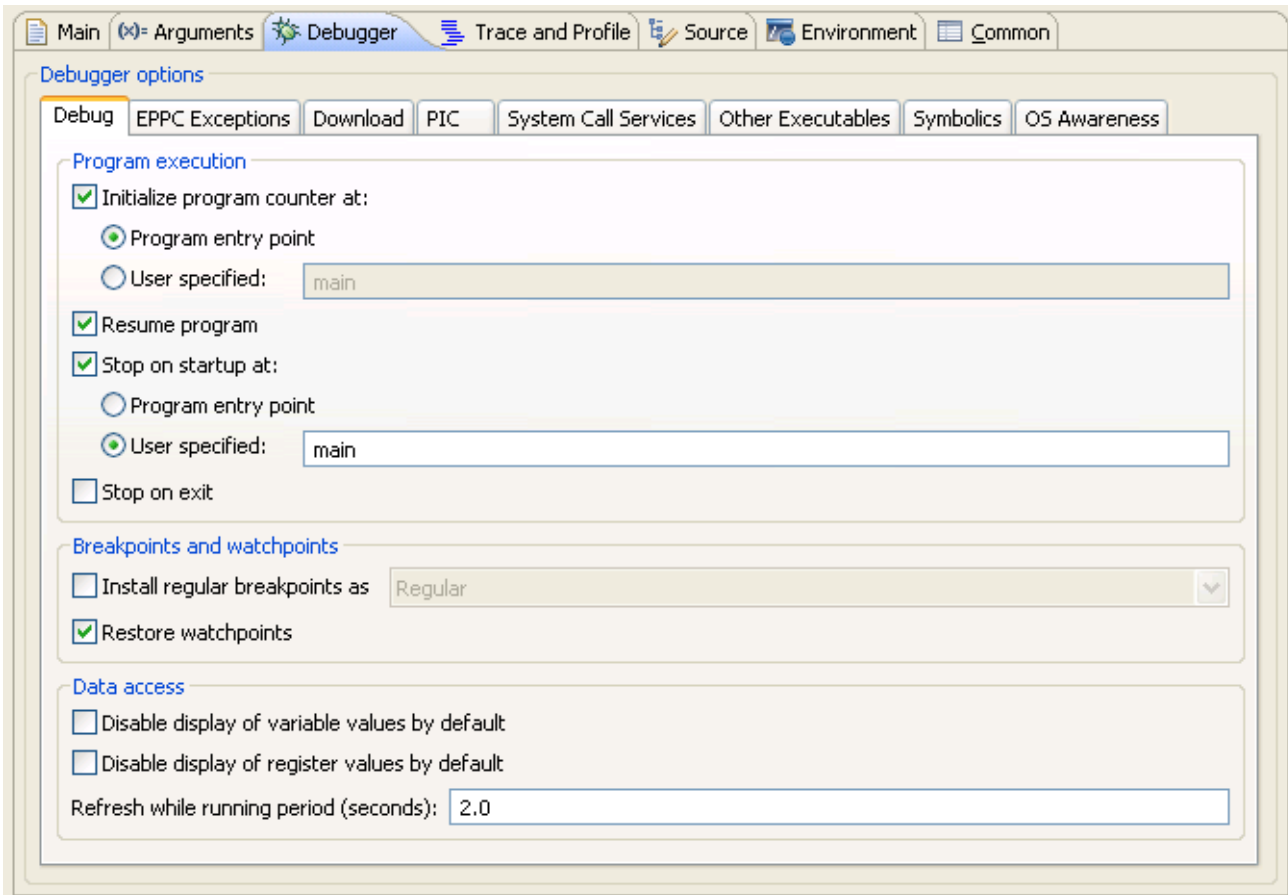 Main (x)= Arguments Debugger Trace and Profile Source Environment Common
Debugger options
Debug EPPC Exceptions Download PIC System Call Services Other Executables Symbolics OS Awareness
Program execution
Initialize program counter at:
Program entry point
User specified: main
Resume program
Stop on startup at:
Program entry point
User specified: main
Stop on exit
Breakpoints and watchpoints
Install regular breakpoints as Regular
Restore watchpoints
Data access
Disable display of variable values by default
Disable display of register values by default
Refresh while running period (seconds): 2.0